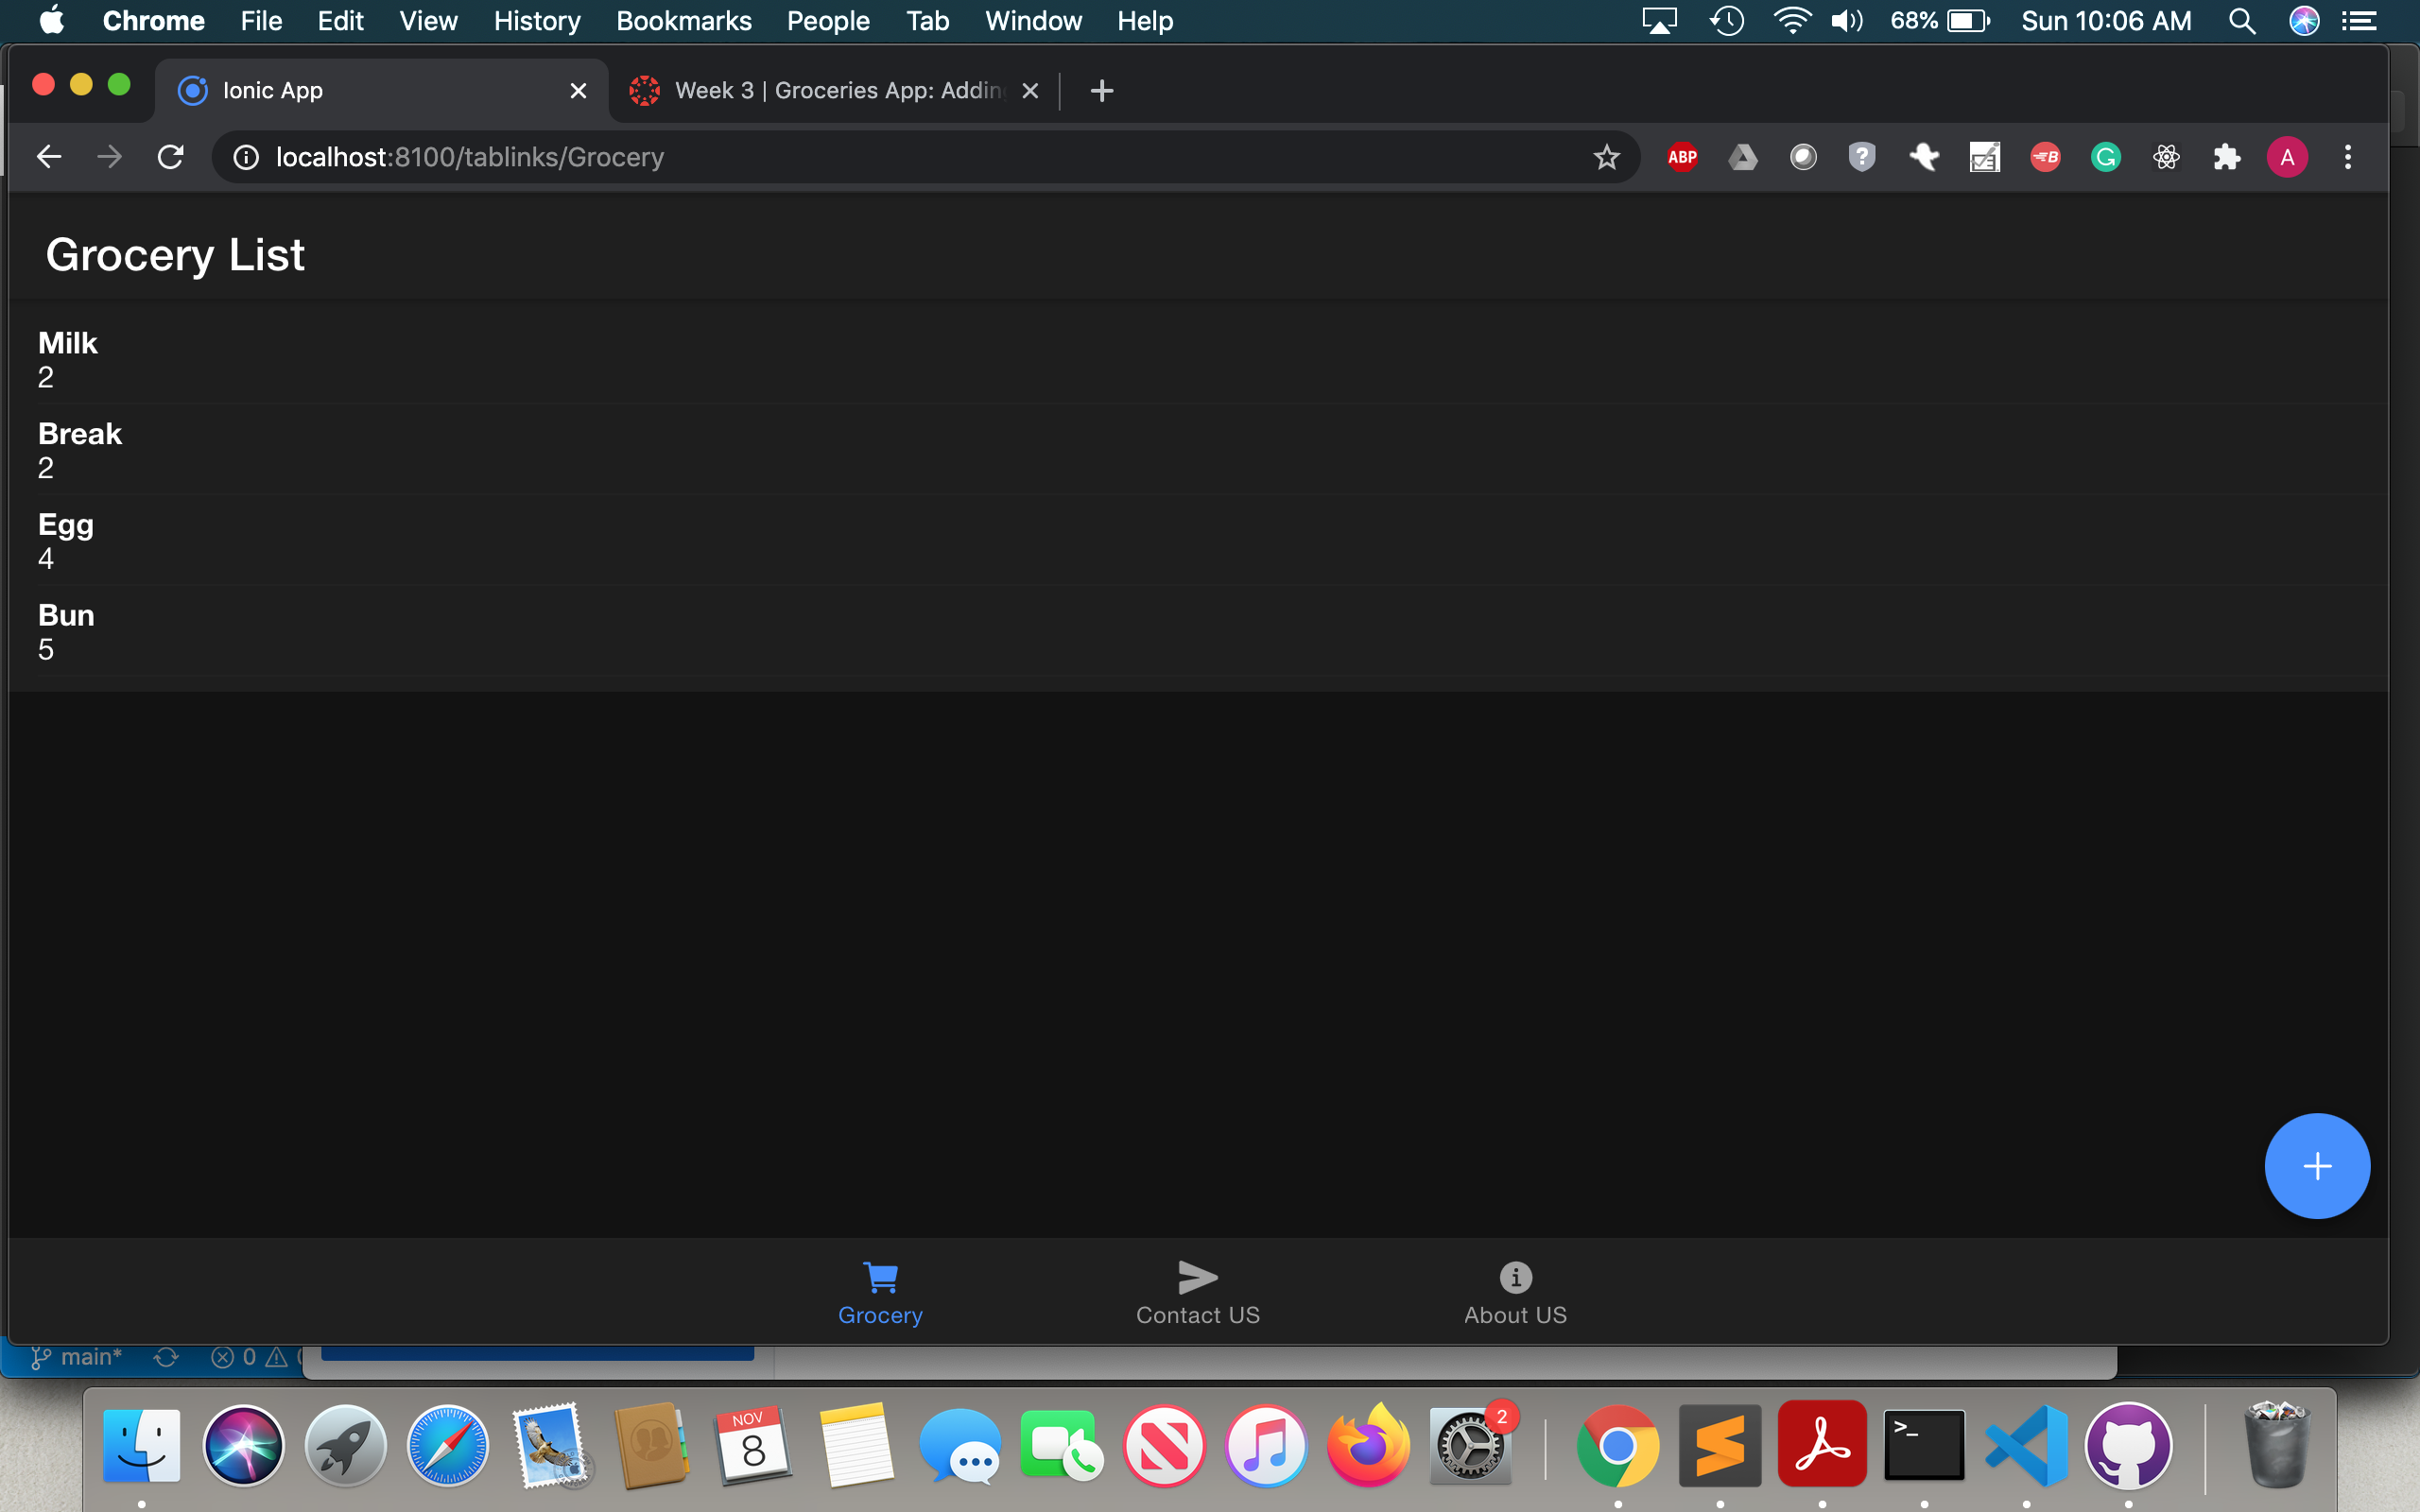 Chrome File Edit View History Bookmarks People Tab Window Help 68% Sun 10:06 AM
Ionic App Week 3 | Groceries App: Adding
localhost:8100/tablinks/Grocery ABP A
Grocery List
Milk
2
Break
2
Egg
4
Bun
5
Grocery Contact US About US
main* 0
NOV
8
2